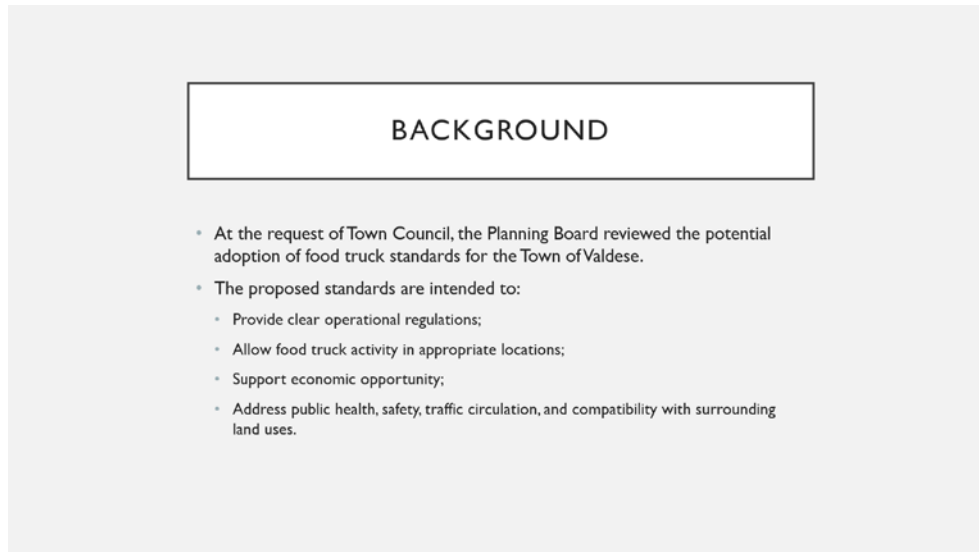 BACKGROUND
• At the request of Town Council, the Planning Board reviewed the potential
adoption of food truck standards for the Town of Valdese.
• The proposed standards are intended to:
• Provide clear operational regulations;
• Allow food truck activity in appropriate locations;
• Support economic opportunity;
• Address public health, safety, traffic circulation, and compatibility with surrounding
land uses.